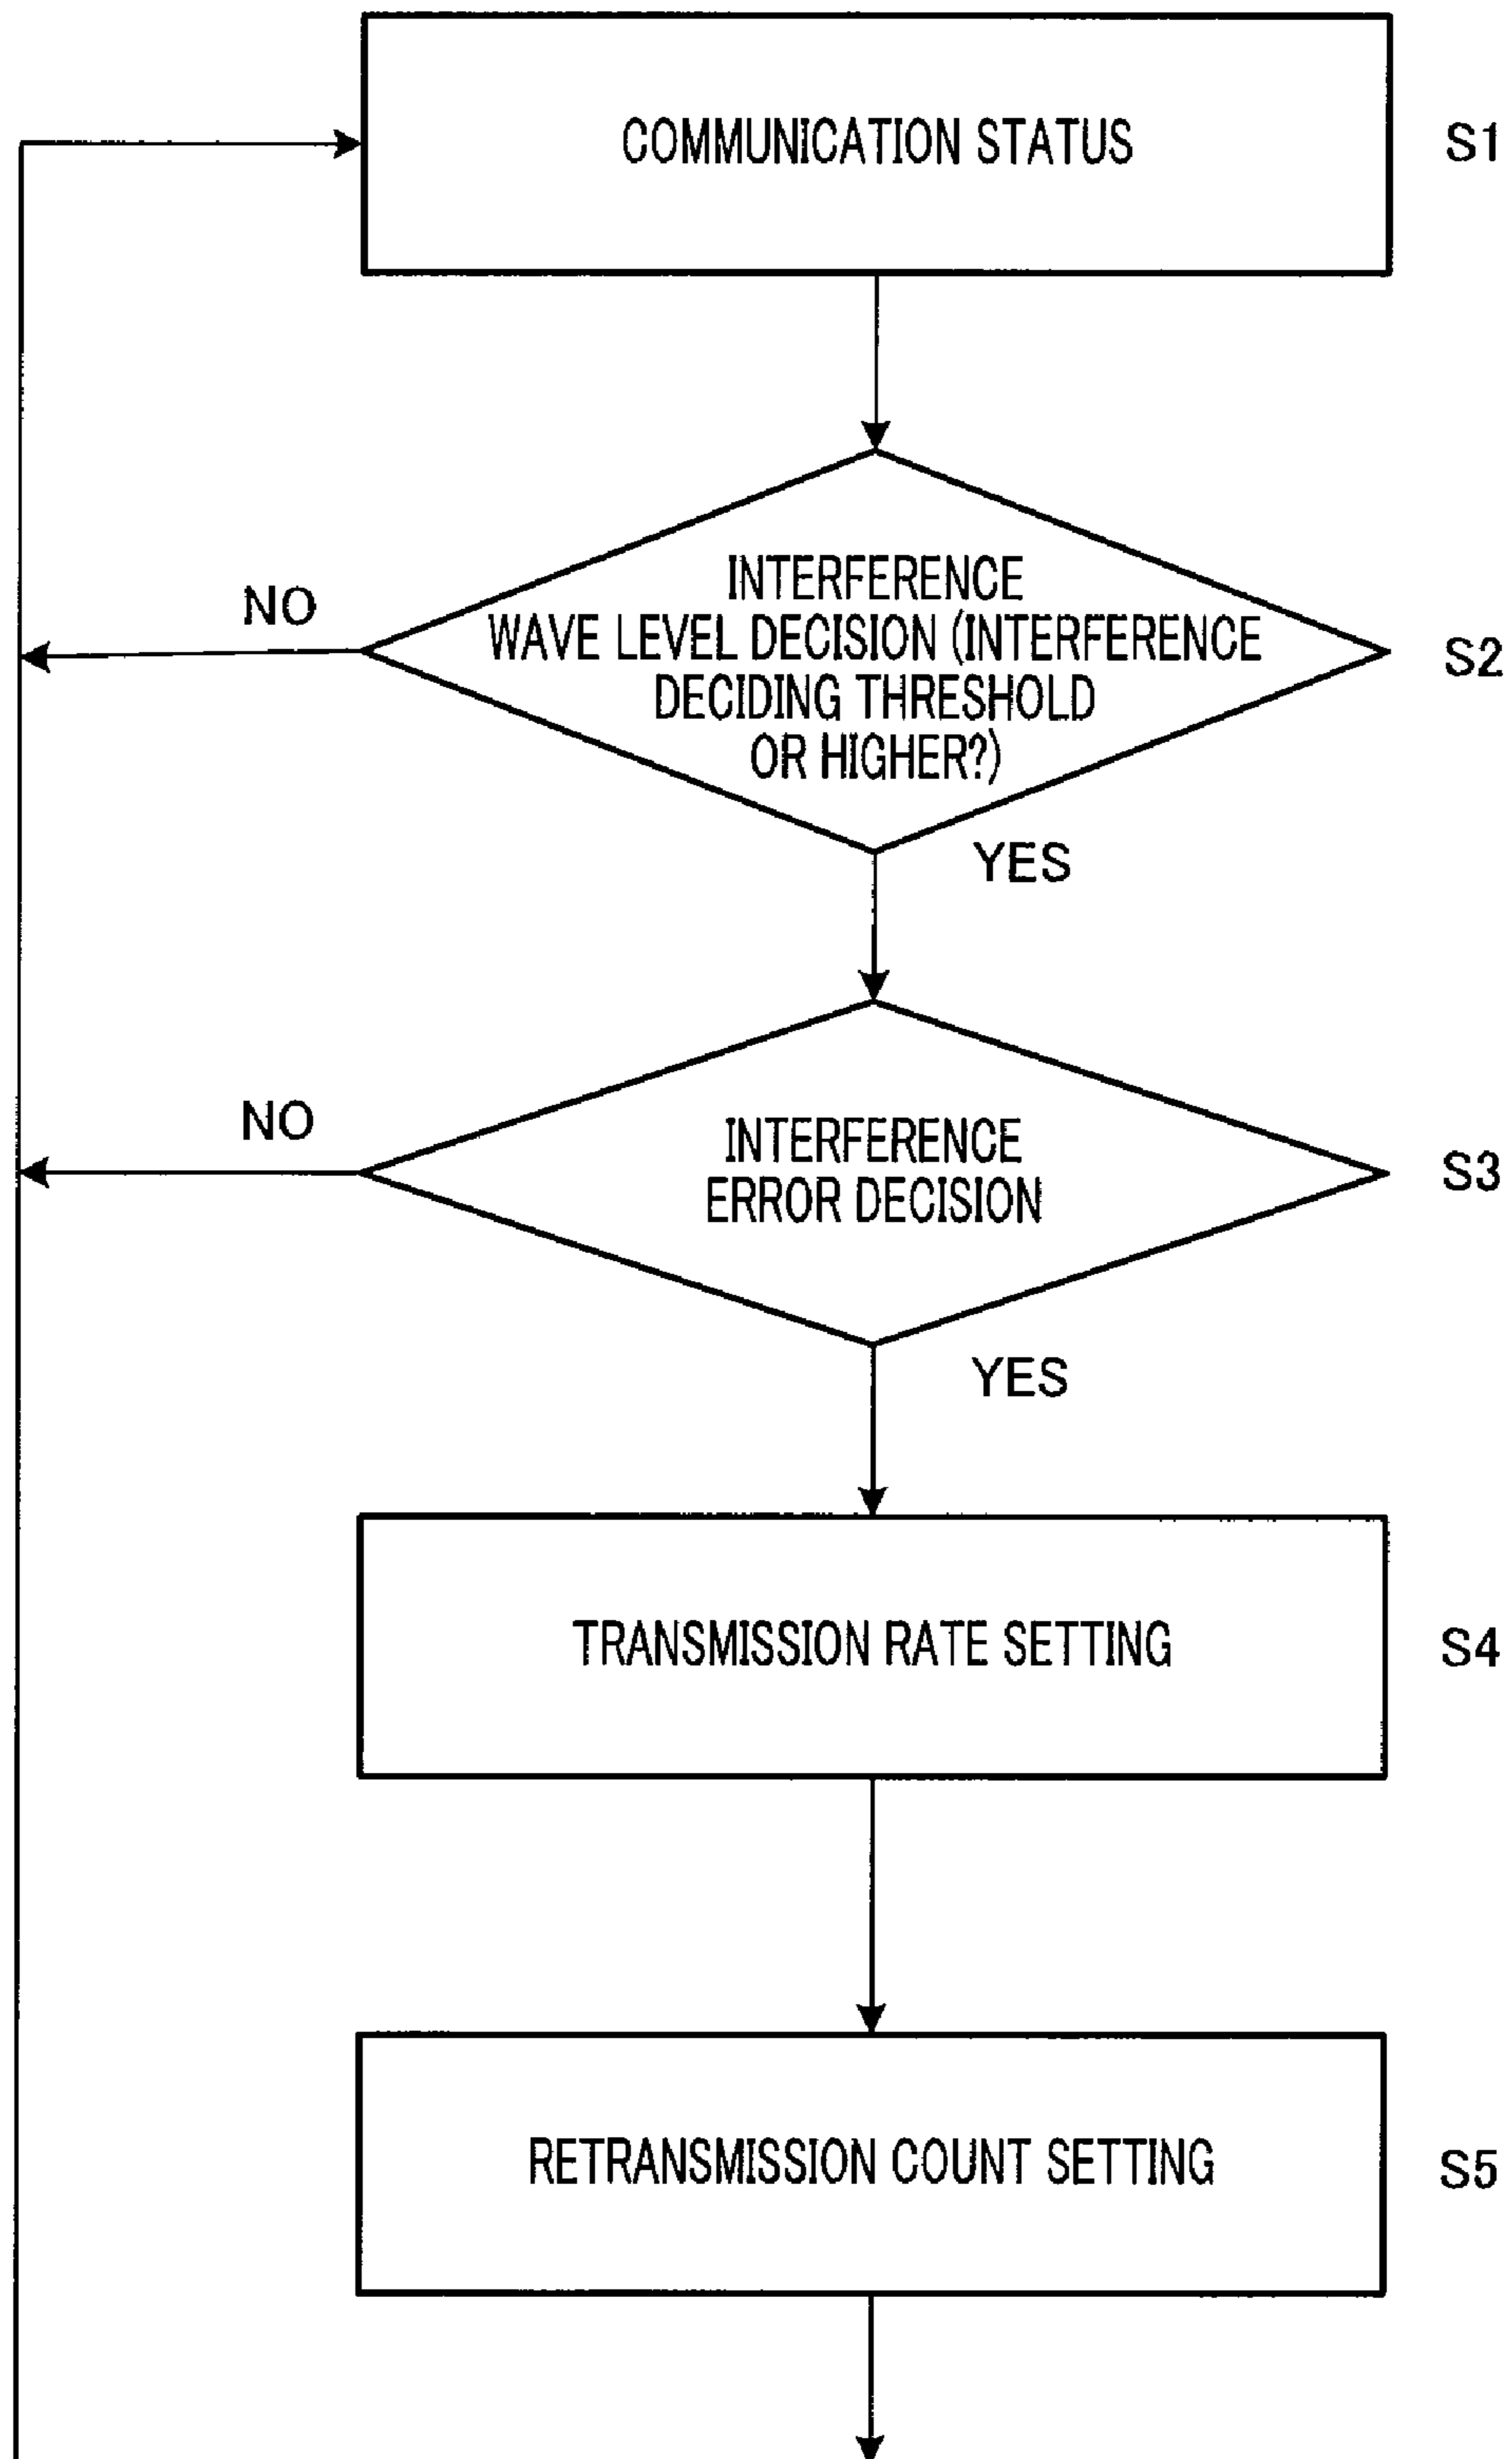 COMMUNICATION STATUS
S1
INTERFERENCE
WAVE LEVEL DECISION (INTERFERENCE
DECIDING THRESHOLD
OR HIGHER?)
NO
S2
YES
INTERFERENCE
ERROR DECISION
NO
S3
YES
TRANSMISSION RATE SETTING
S4
RETRANSMISSION COUNT SETTING
S5